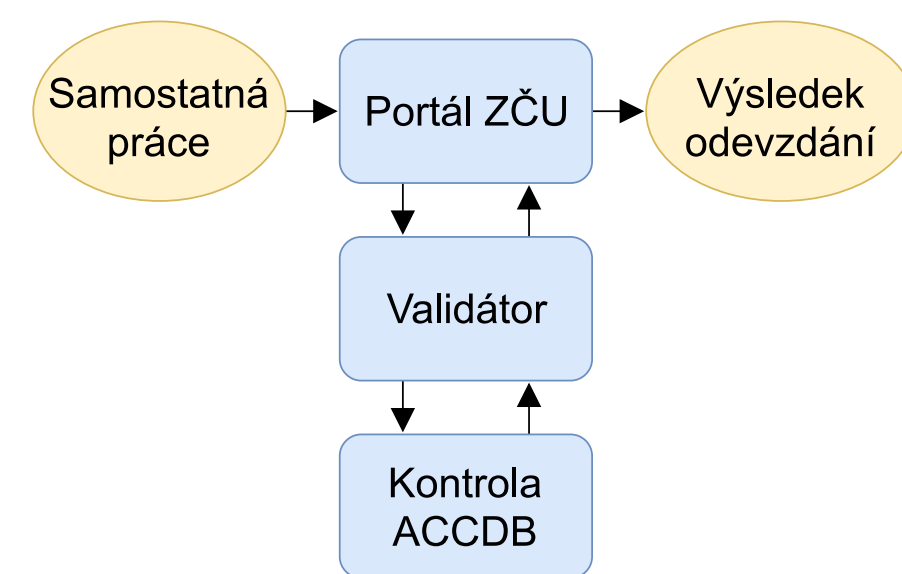 Samostatná
práce
Portál ZČU
Výsledek
odevzdání
Validátor
Kontrola
ACCDB